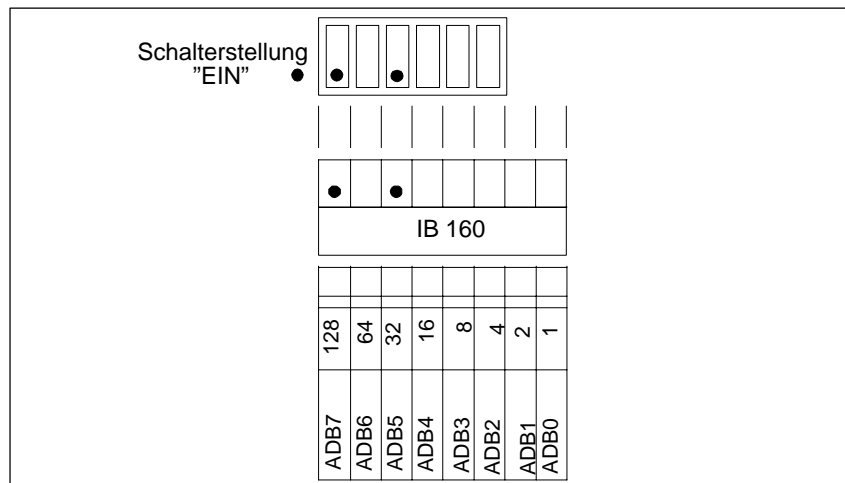 Schalterstellung
”EIN”
IB 160
128 64 32 16 8 4 2 1
ADB7 ADB6 ADB5 ADB4 ADB3 ADB2 ADB1 ADB0